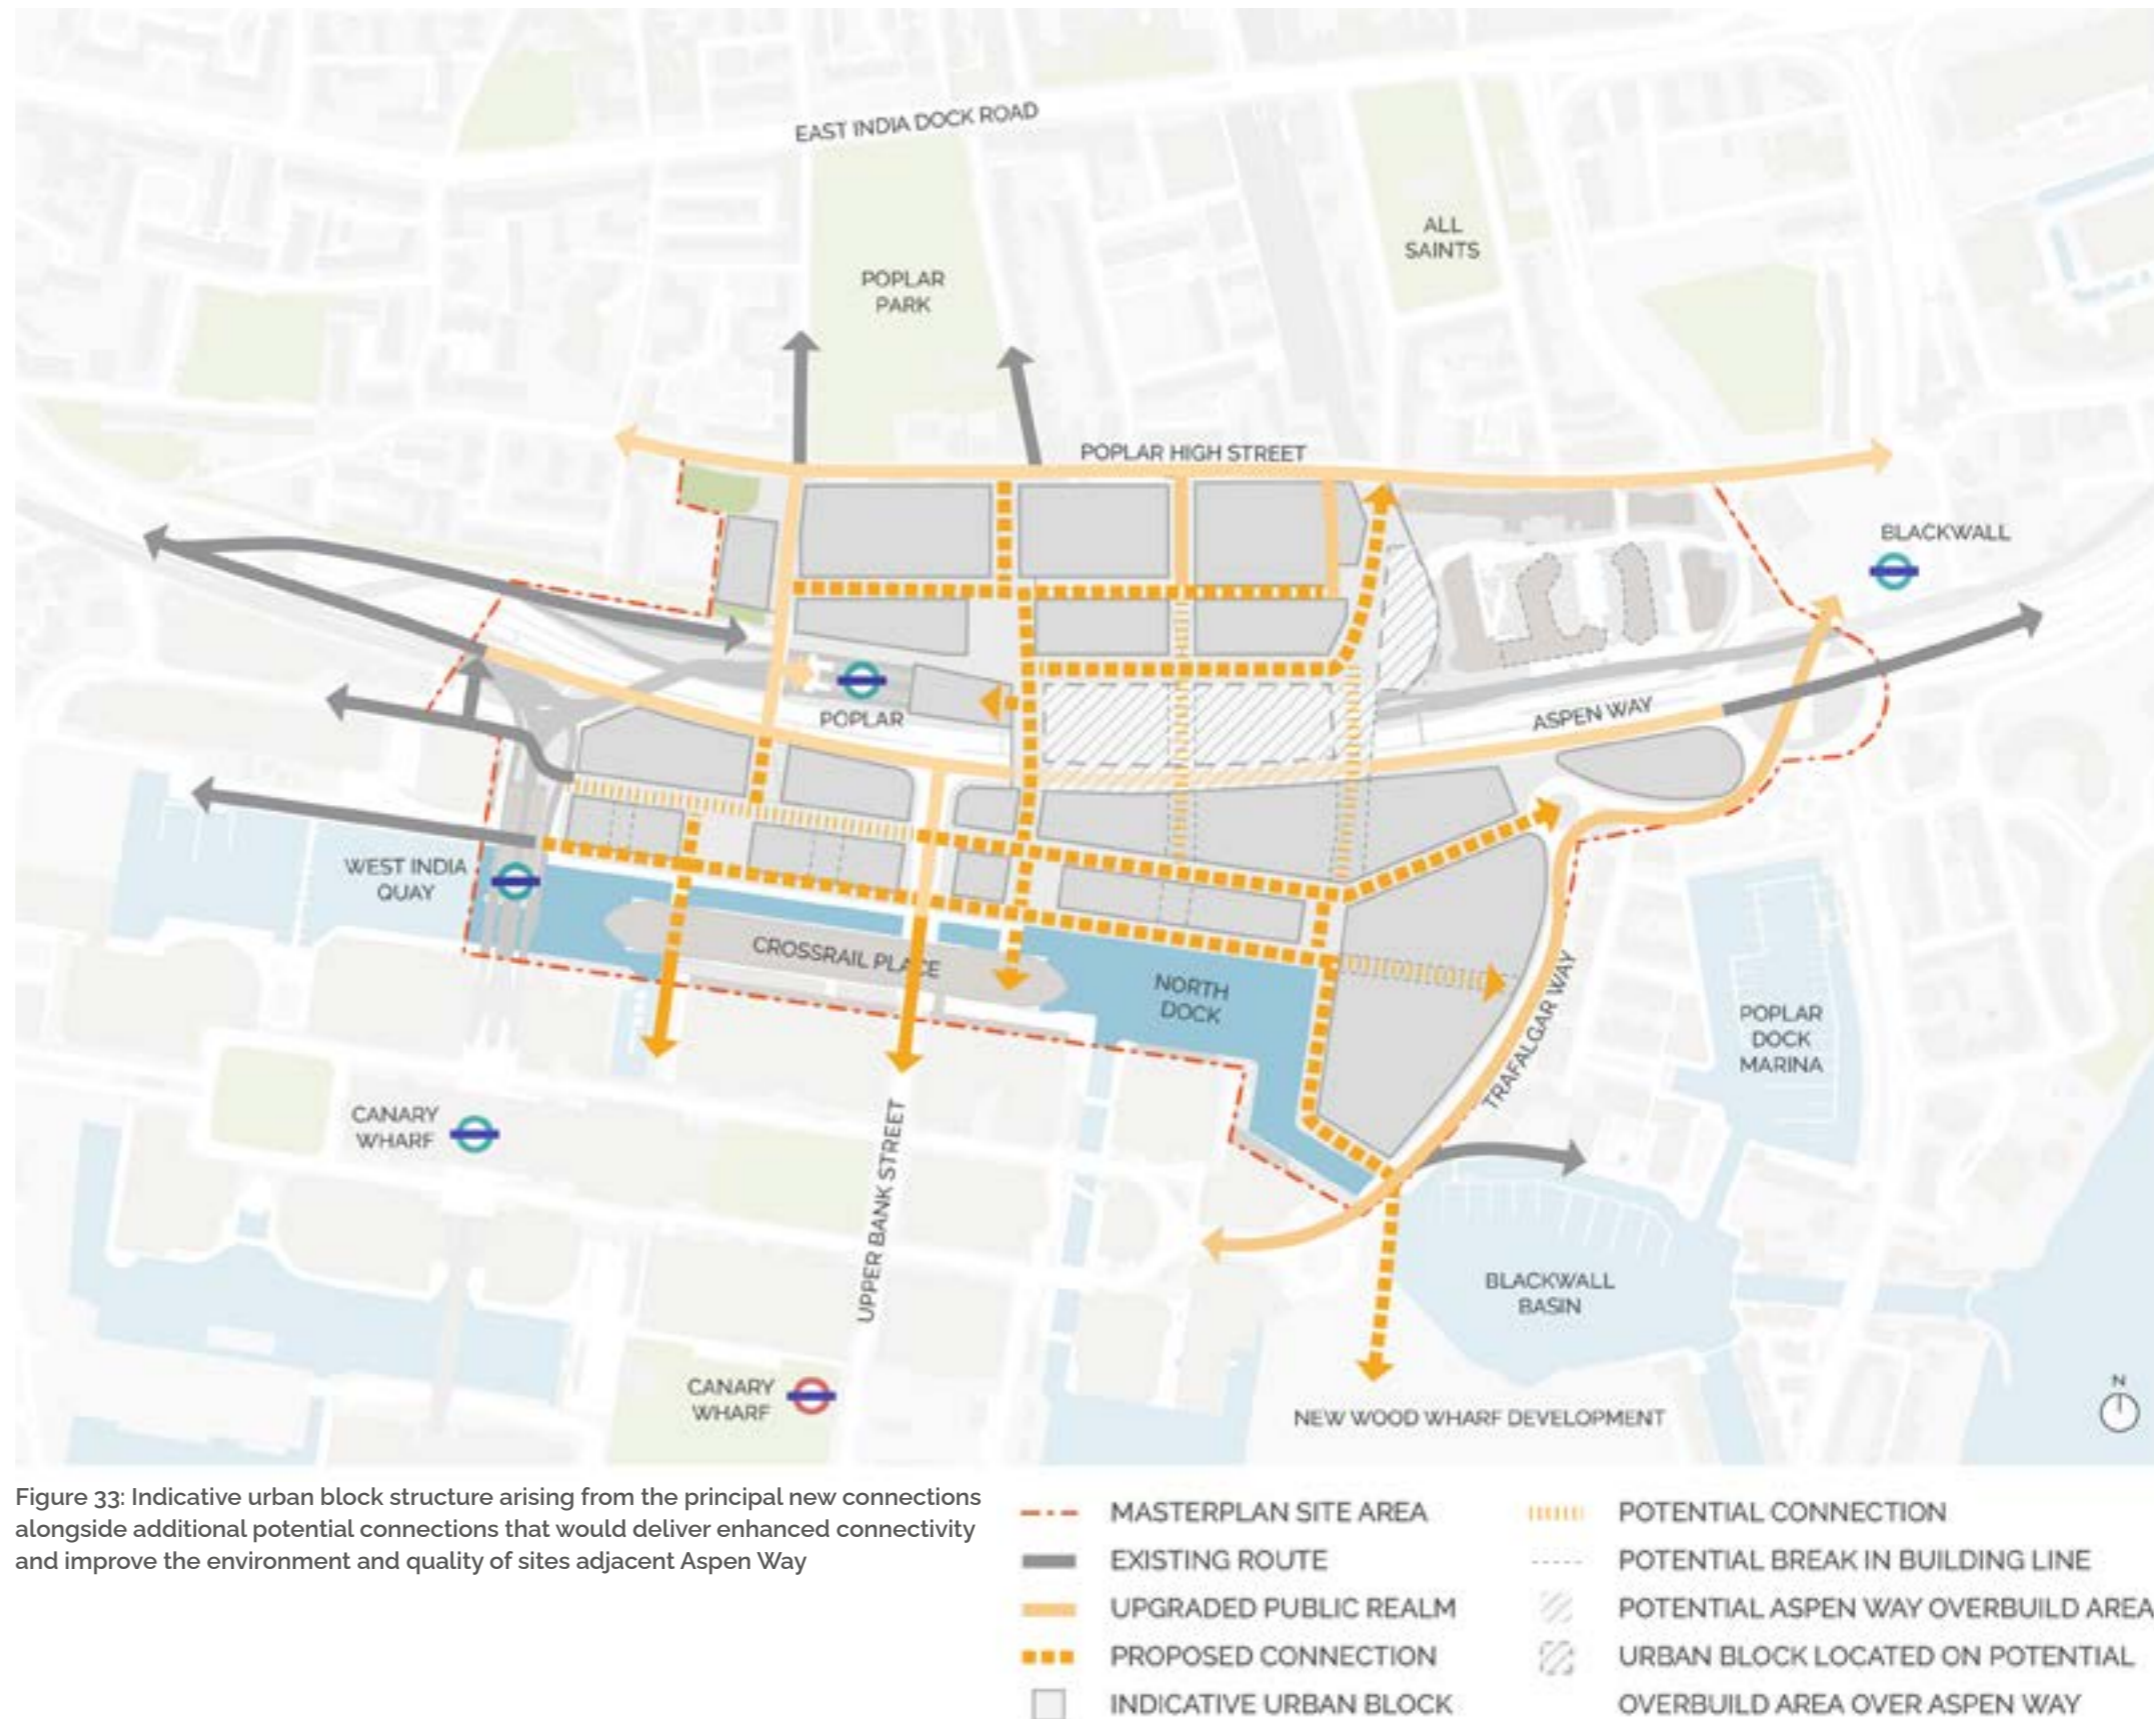 EAST INDIA DOCK ROAD
ALL
SAINTS
POPLAR
PARK
POPLAR HIGH STREET
BLACKWALL
POPLAR
ASPEN WAY
WEST INDIA
QUAY
CROSSRAIL PLACE
NORTH
DOCK
TRAFALGAR WAY
POPLAR
DOCK
MARINA
CANARY
WHARF
UPPER BANK STREET
BLACKWALL
BASIN
CANARY
WHARF
NEW WOOD WHARF DEVELOPMENT
N
Figure 33: Indicative urban block structure arising from the principal new connections
alongside additional potential connections that would deliver enhanced connectivity
and improve the environment and quality of sites adjacent Aspen Way
MASTERPLAN SITE AREA
EXISTING ROUTE
UPGRADED PUBLIC REALM
PROPOSED CONNECTION
INDICATIVE URBAN BLOCK
POTENTIAL CONNECTION
POTENTIAL BREAK IN BUILDING LINE
POTENTIAL ASPEN WAY OVERBUILD AREA
URBAN BLOCK LOCATED ON POTENTIAL
OVERBUILD AREA OVER ASPEN WAY